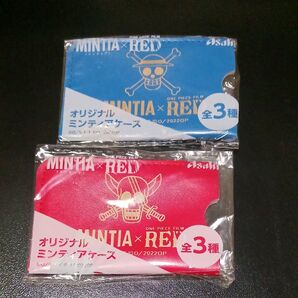 MINTIA×RED
Asahi
ONE PIECE FILM
MINTIA × RED
/2022OP
オリジナル
ミンティアケース
全3種
MINTIA RED
Asahi
ONE PIECE FILM
MINTIA × RED
/2022OP
オリジナル
ミンティアケース
全3種